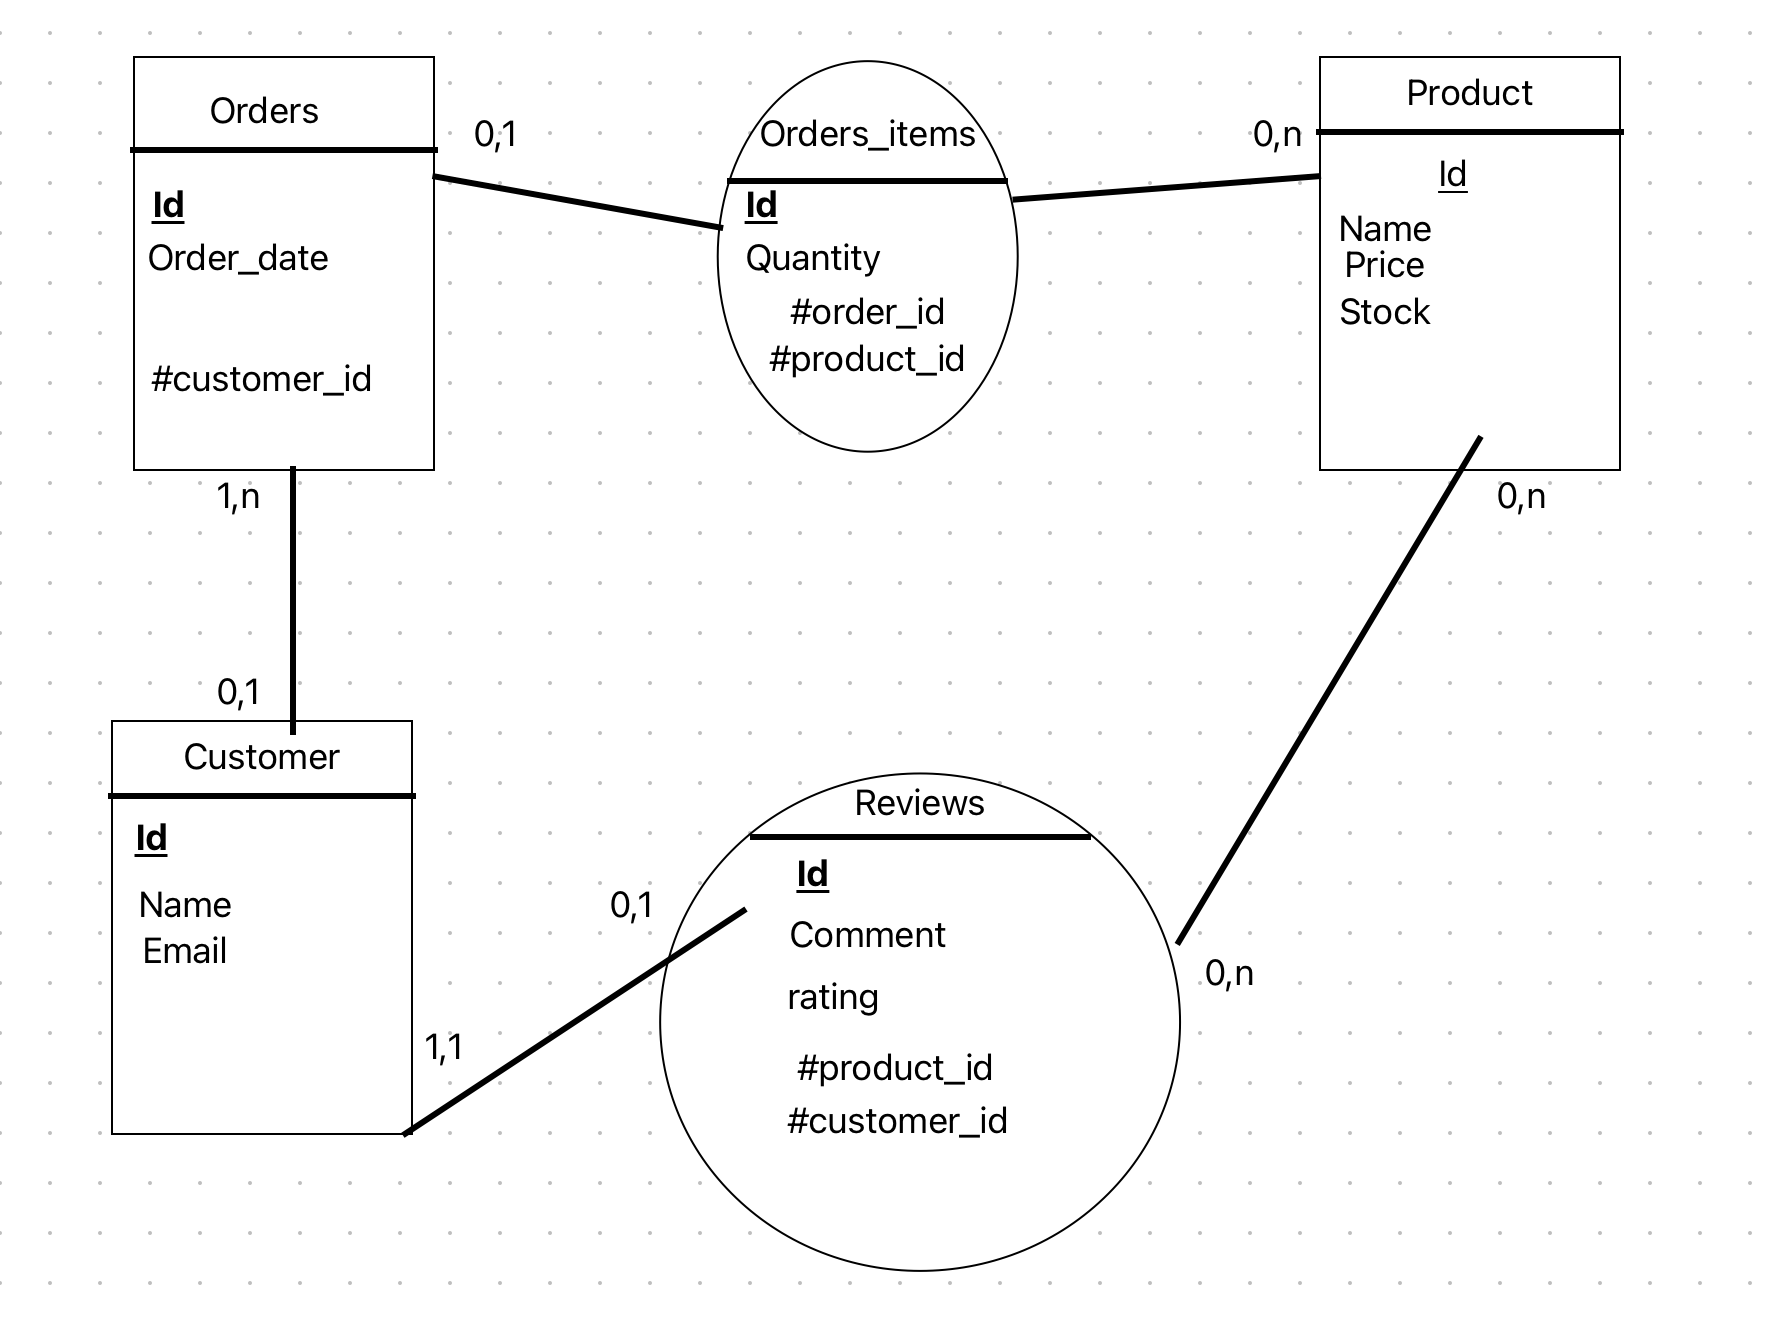 Orders
Id
Order_date
#customer_id
0,1
Orders_items
Id
Quantity
#order_id
#product_id
0,n
Product
Id
Name
Price
Stock
1,n
0,1
0,n
Customer
Id
Name
Email
1,1
0,1
Reviews
Id
Comment
rating
#product_id
#customer_id
0,n